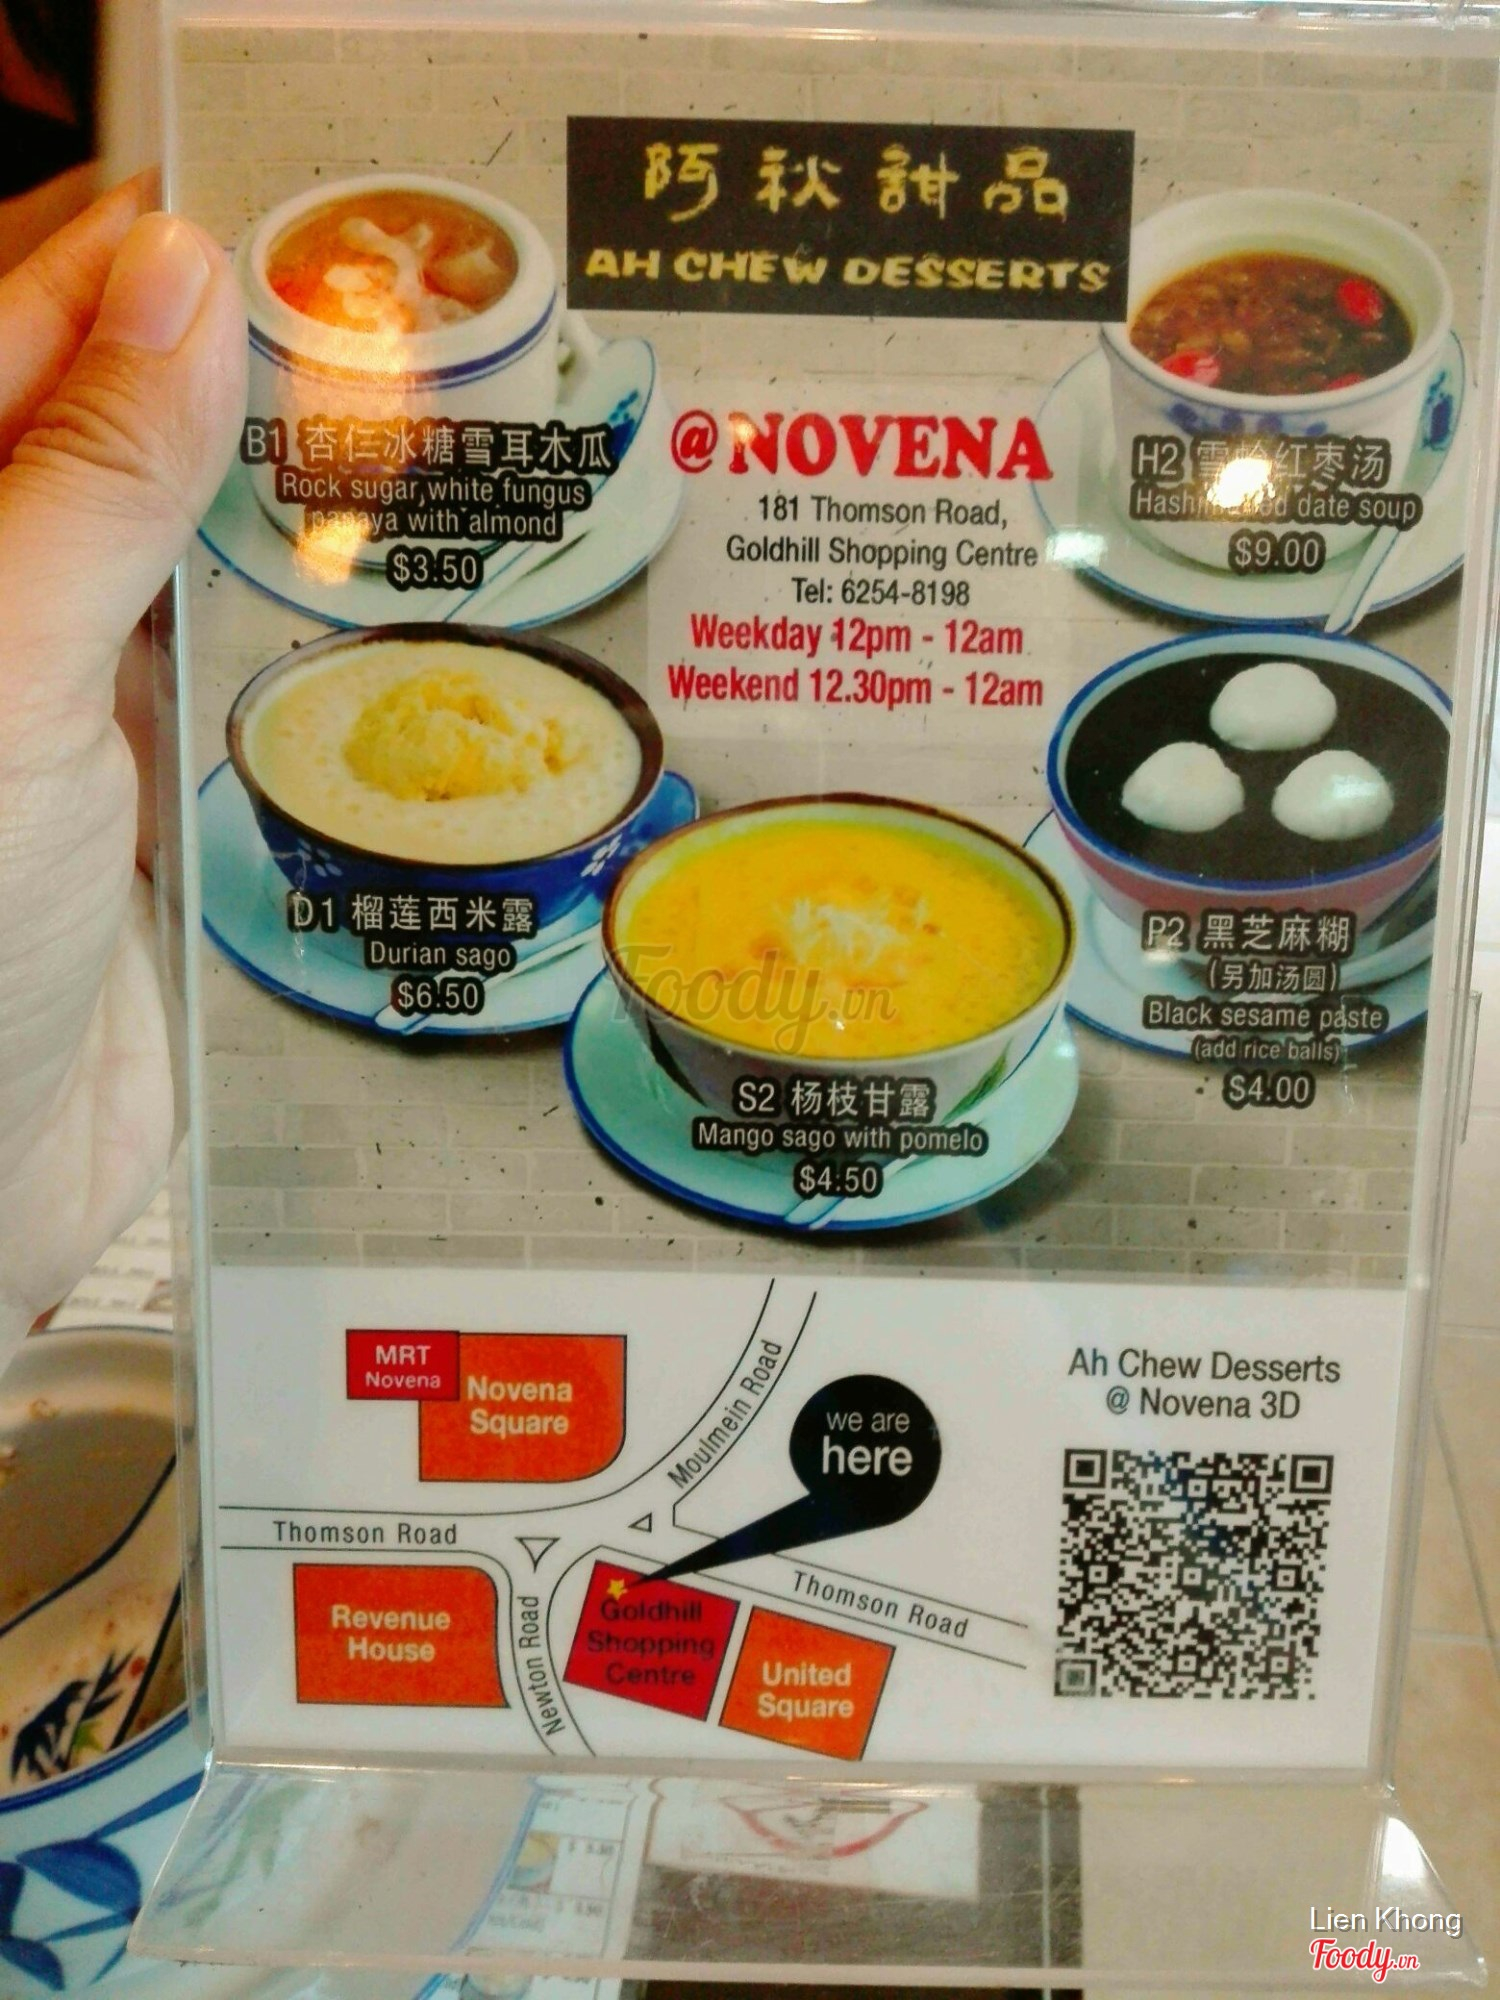 阿秋甜品
AH CHEW DESSERTS
@ NOVENA
181 Thomson Road,
Goldhill Shopping Centre
Tel: 6254-8198
Weekday 12pm - 12am
Weekend 12.30pm - 12am
B1 杏仁冰糖雪耳木瓜
Rock sugar,white fungus
papaya with almond
$3.50
H2 雪蛤红枣汤
date soup
$9.00
D1 榴莲西米露
Durian sago
$6.50
P2 黑芝麻糊
(另加汤圆)
Black sesame paste
(add rice balls)
$4.00
S2 杨枝甘露
Mango sago with pomelo
$4.50
Foody.vn
MRT
Novena
Novena
Square
Moulmein Road
we are
here
Thomson Road
Revenue
House
Newton Road
Goldhill
Shopping
Centre
Thomson Road
United
Square
Ah Chew Desserts
@ Novena 3D
Lien Khong
Foody.vn